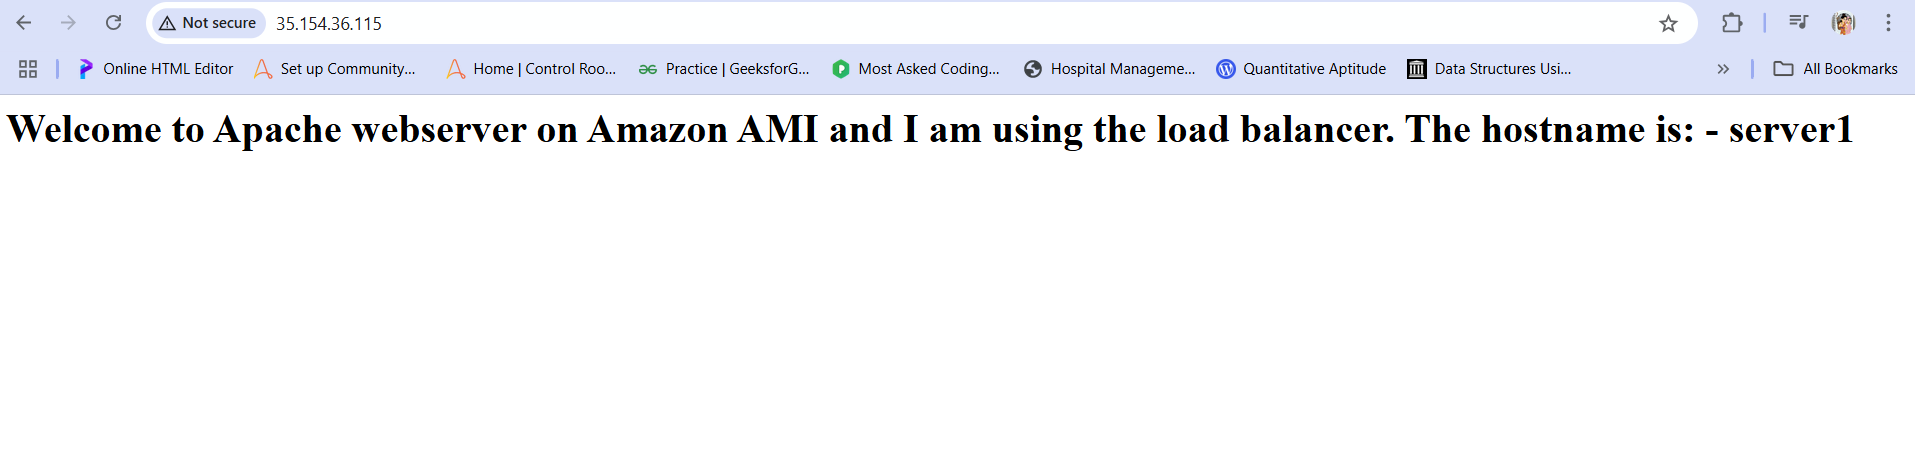 Not secure 35.154.36.115
Online HTML Editor Set up Community... Home | Control Roo... Practice | GeeksforG... Most Asked Coding... Hospital Manageme... Quantitative Aptitude Data Structures Usi... All Bookmarks
Welcome to Apache webserver on Amazon AMI and I am using the load balancer. The hostname is: - server1